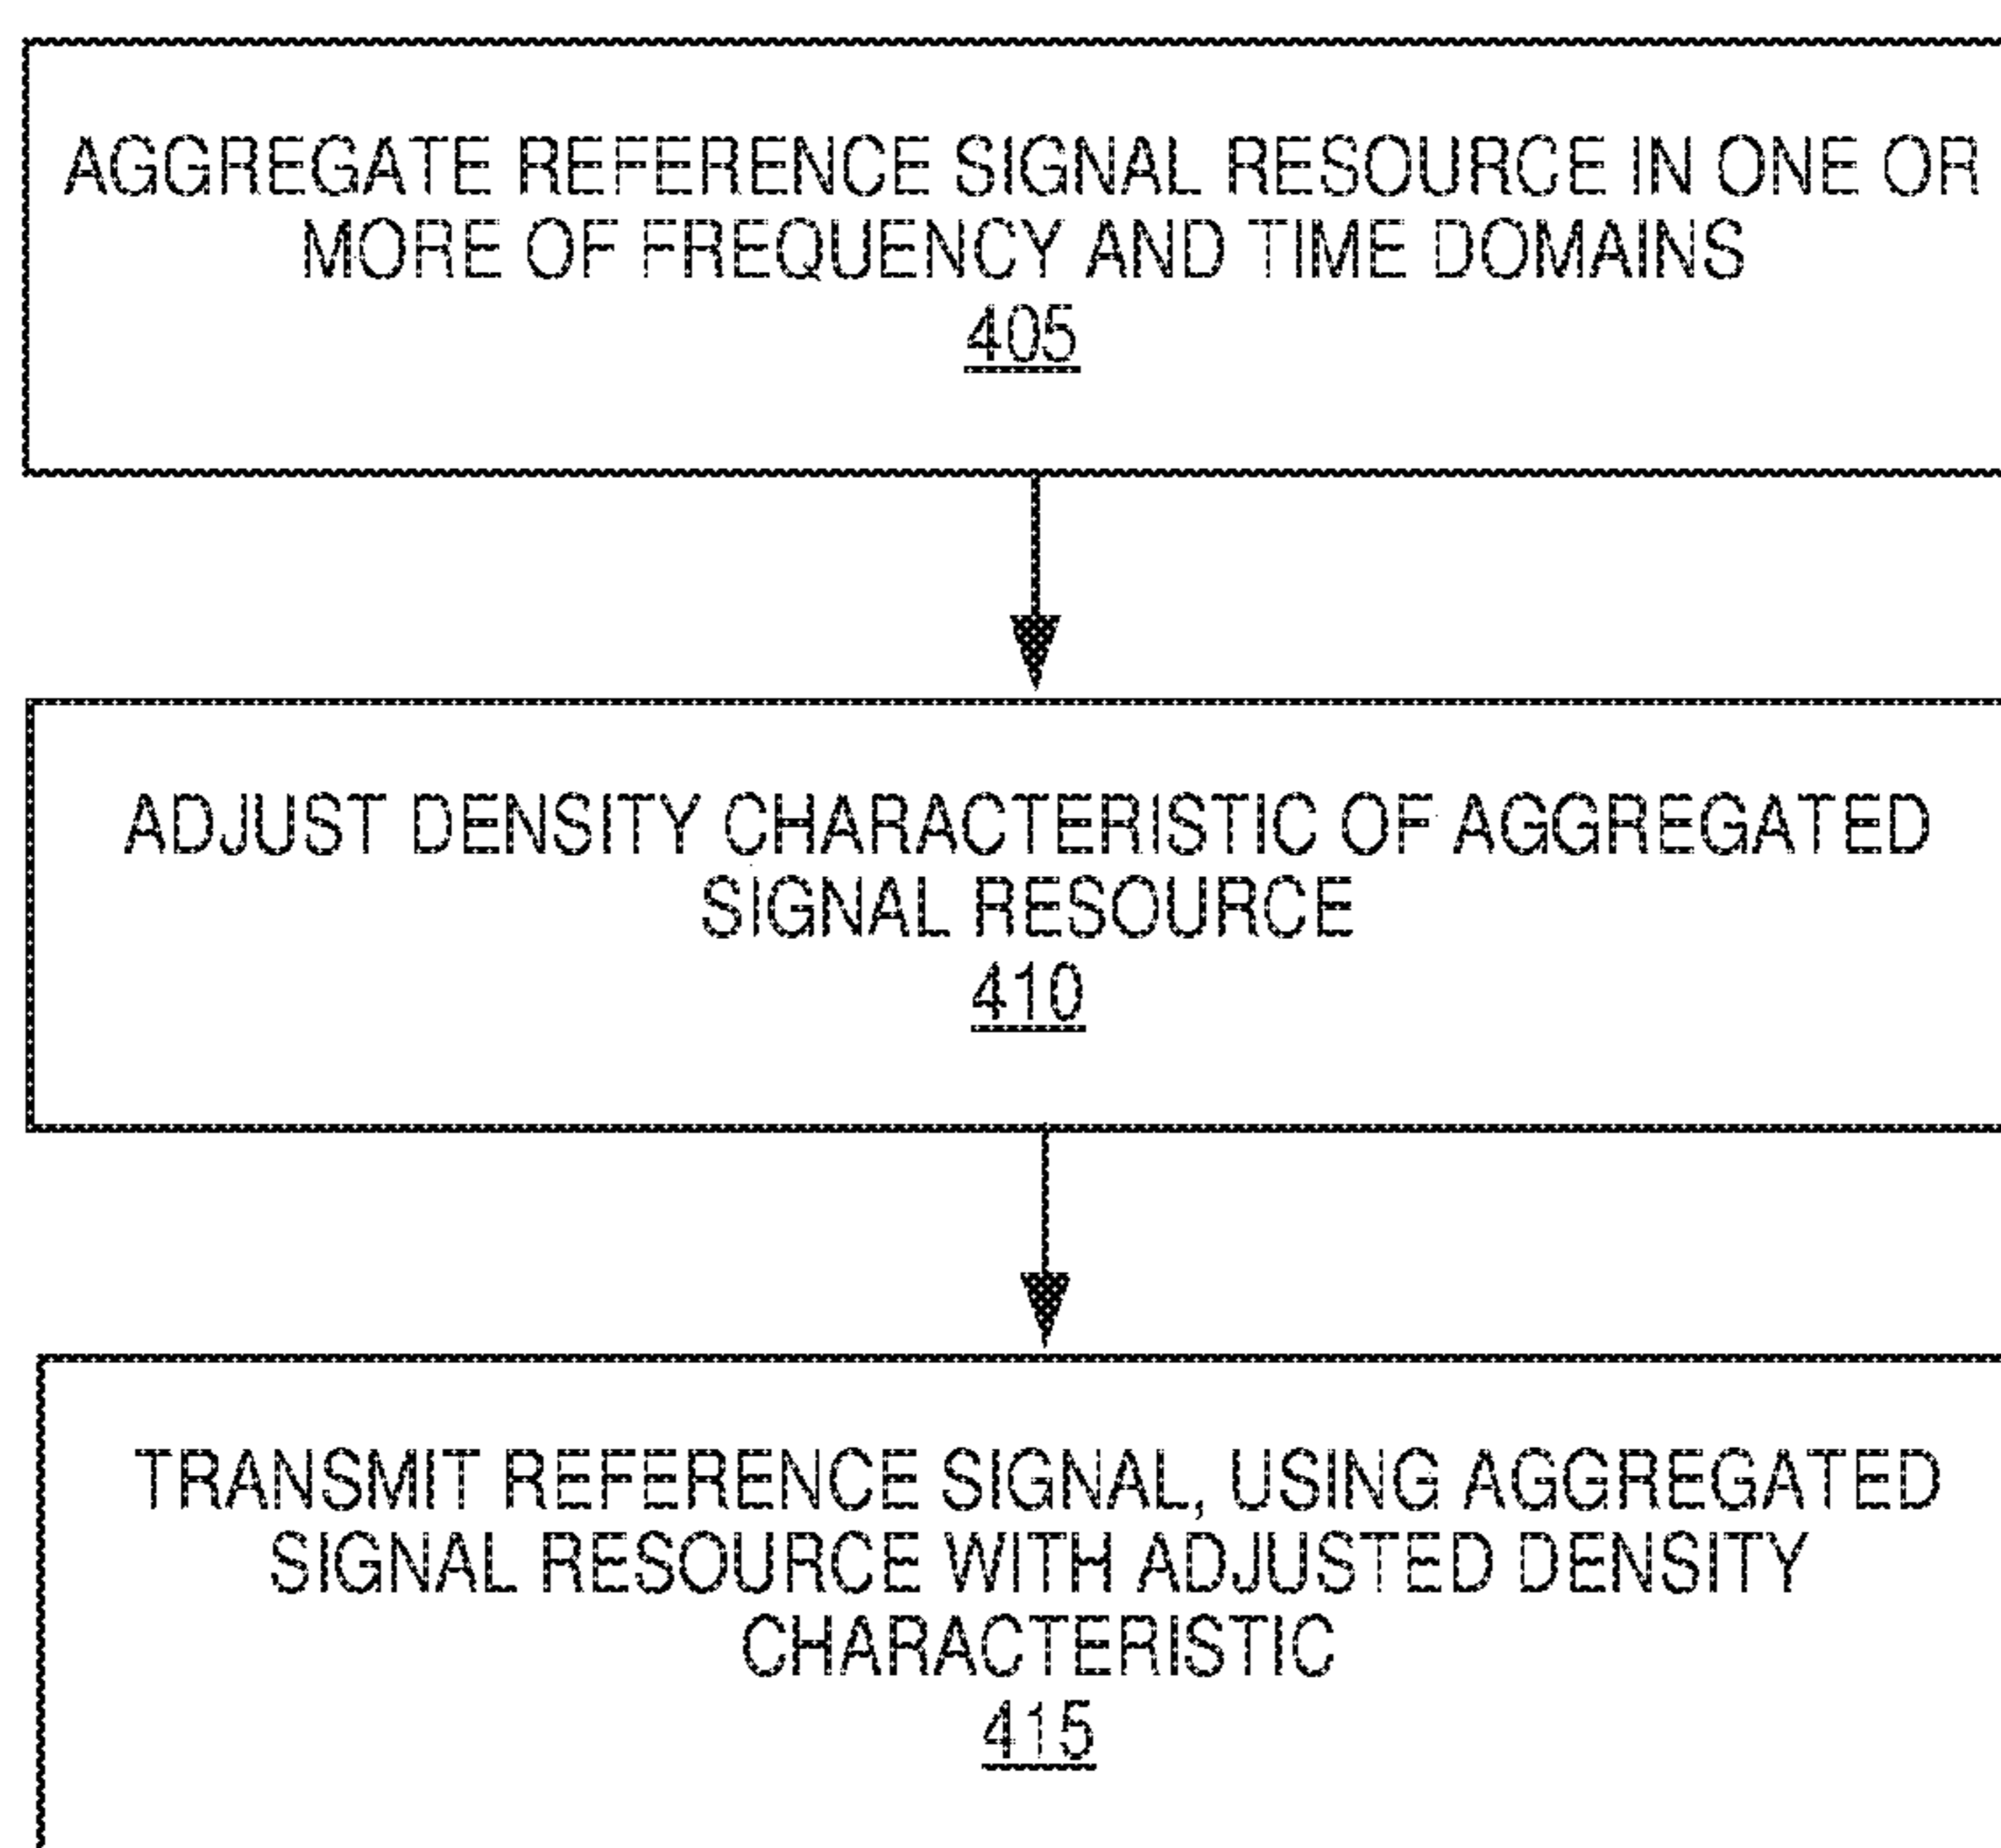 AGGREGATE REFERENCE SIGNAL RESOURCE IN ONE OR
MORE OF FREQUENCY AND TIME DOMAINS
405
ADJUST DENSITY CHARACTERISTIC OF AGGREGATED
SIGNAL RESOURCE
410
TRANSMIT REFERENCE SIGNAL, USING AGGREGATED
SIGNAL RESOURCE WITH ADJUSTED DENSITY
CHARACTERISTIC
415